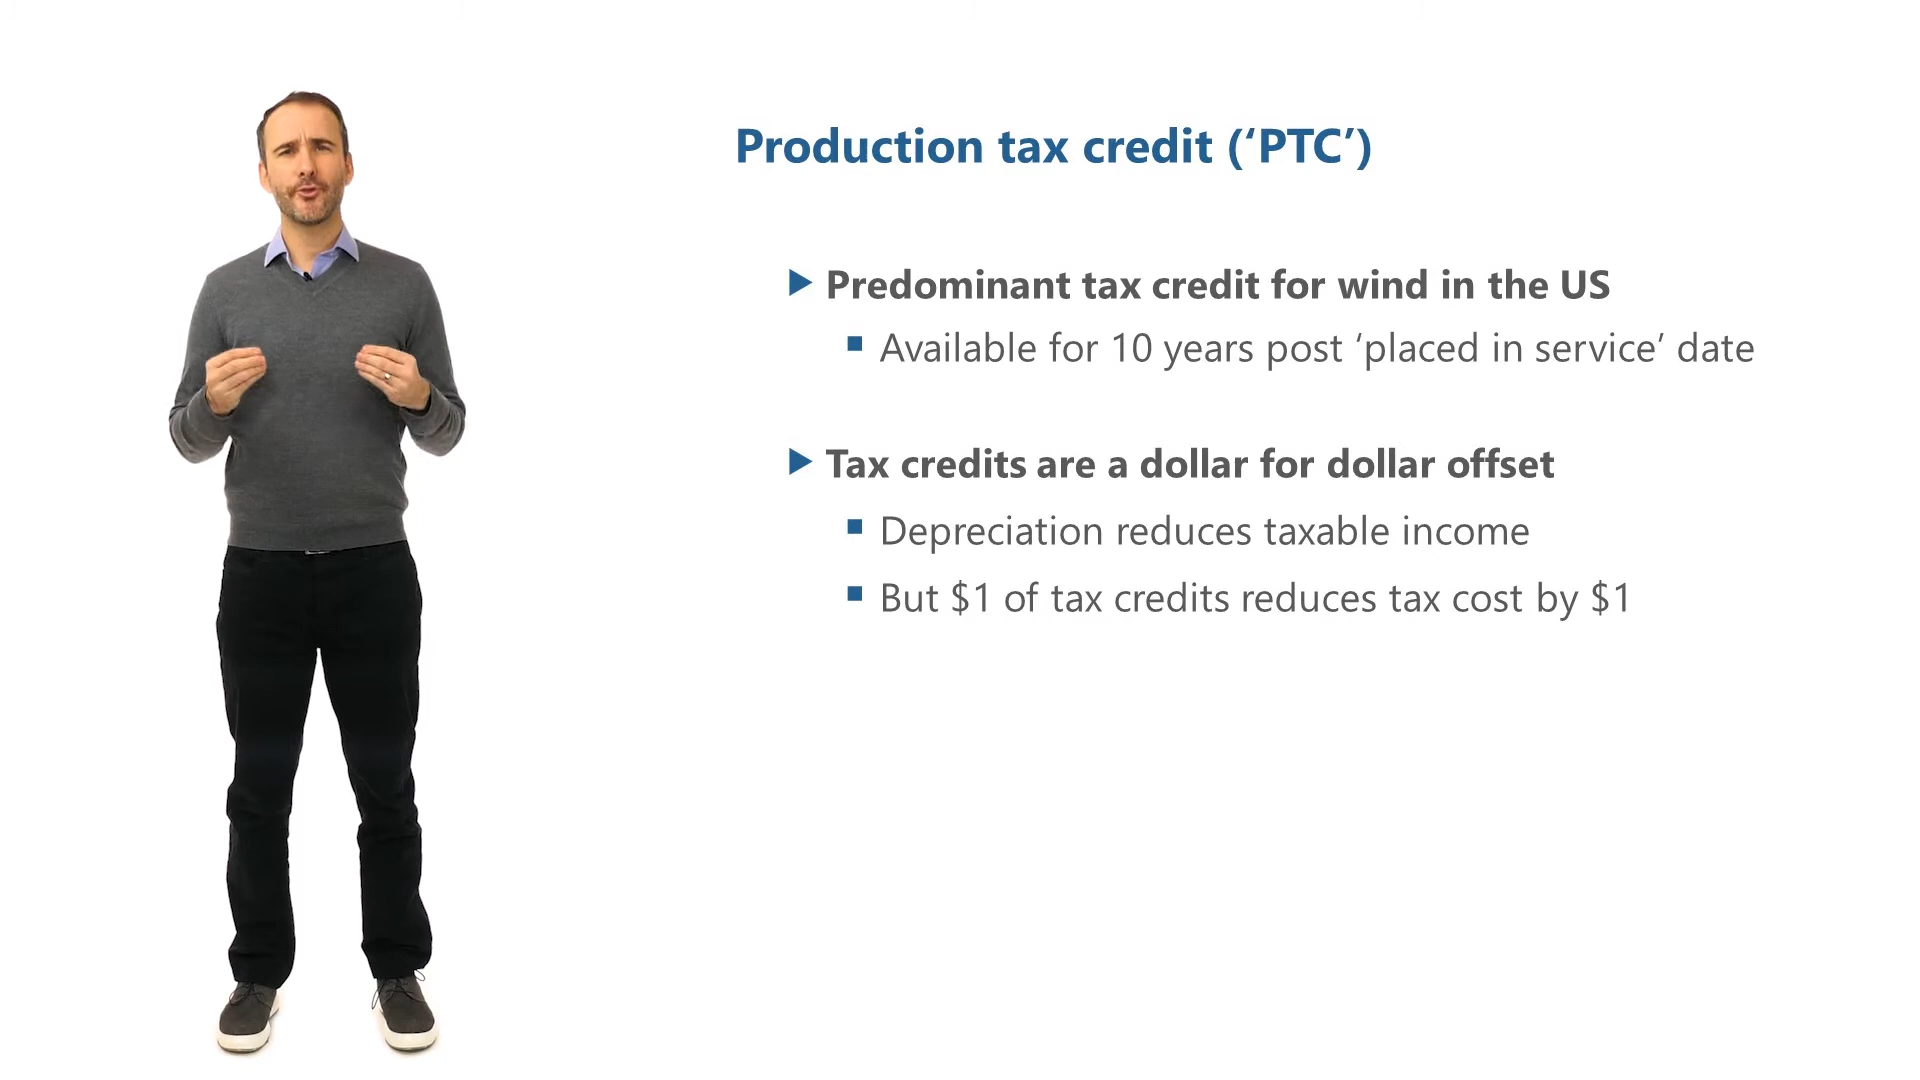 Production tax credit (‘PTC’)
Predominant tax credit for wind in the US
Available for 10 years post ‘placed in service’ date
Tax credits are a dollar for dollar offset
Depreciation reduces taxable income
But $1 of tax credits reduces tax cost by $1